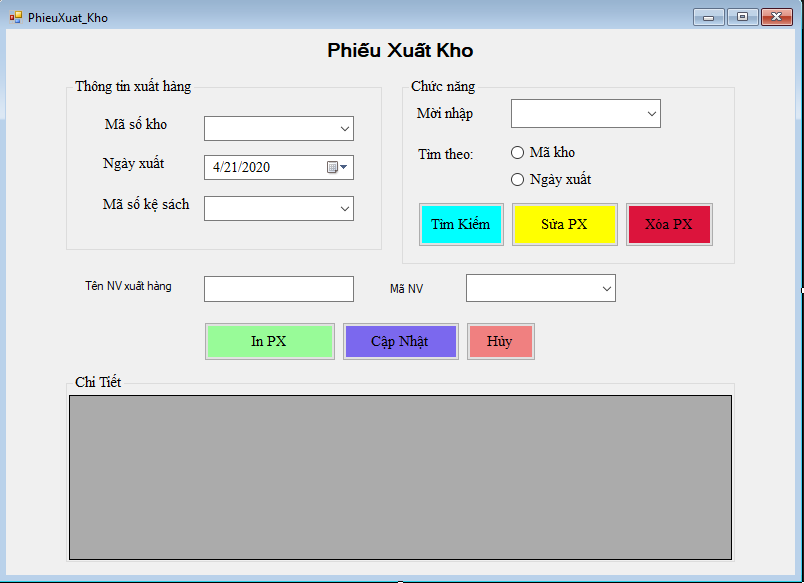 PhieuXuat_Kho
Phiếu Xuất Kho
Thông tin xuất hàng
Mã số kho
Ngày xuất
4/21/2020
Mã số kệ sách
Chức năng
Mời nhập
Tìm theo:
Mã kho
Ngày xuất
Tìm Kiếm
Sửa PX
Xóa PX
Tên NV xuất hàng
Mã NV
In PX
Cập Nhật
Hủy
Chi Tiết